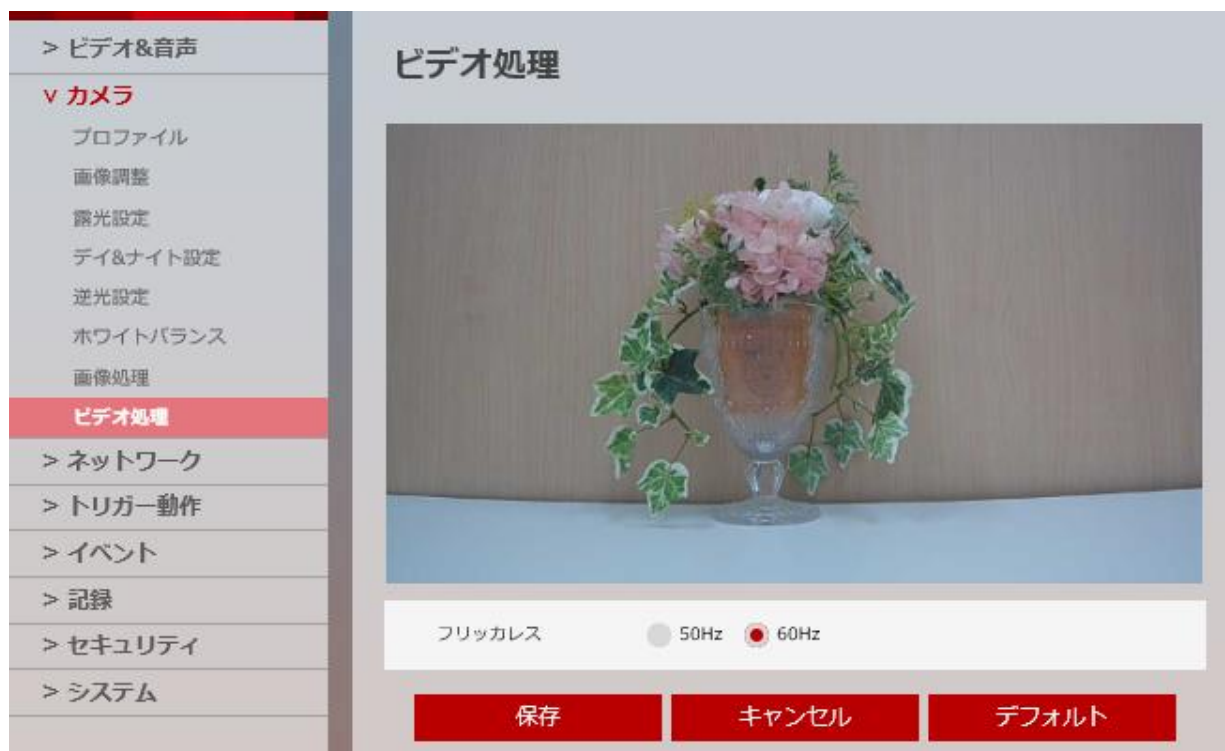 > ビデオ&音声
v カメラ
プロファイル
画像調整
露光設定
デイ&ナイト設定
逆光設定
ホワイトバランス
画像処理
ビデオ処理
> ネットワーク
> トリガー動作
> イベント
> 記録
> セキュリティ
> システム
ビデオ処理
フリッカレス 50Hz 60Hz
保存 キャンセル デフォルト